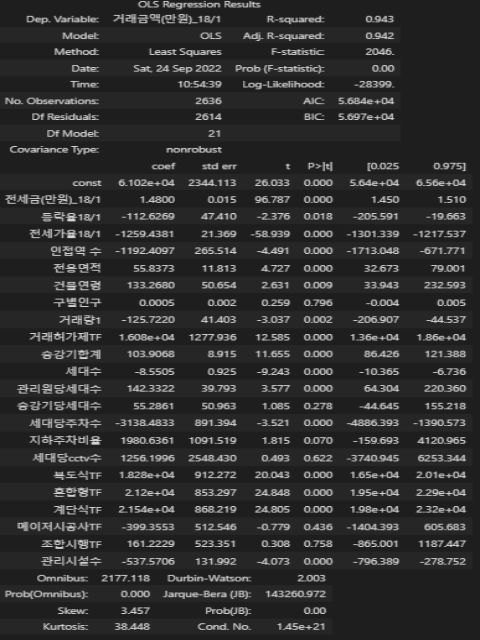 OLS Regression Results
Dep. Variable: 거래금액(만원)_18/1 R-squared: 0.943
Model: OLS Adj. R-squared: 0.942
Method: Least Squares F-statistic: 2046.
Date: Sat, 24 Sep 2022 Prob (F-statistic): 0.00
Time: 10:54:39 Log-Likelihood: -28399.
No. Observations: 2636 AIC: 5.684e+04
Df Residuals: 2614 BIC: 5.697e+04
Df Model: 21
Covariance Type: nonrobust
coef std err t P>|t| [0.025 0.975]
const 6.102e+04 2344.113 26.033 0.000 5.64e+04 6.56e+04
전세금(만원)_18/1 1.4800 0.015 96.787 0.000 1.450 1.510
등락율18/1 -112.6269 47.410 -2.376 0.018 -205.591 -19.663
전세가율18/1 -1259.4381 21.369 -58.939 0.000 -1301.339 -1217.537
인접역 수 -1192.4097 265.514 -4.491 0.000 -1713.048 -671.771
전용면적 55.8373 11.813 4.727 0.000 32.673 79.001
건물연령 133.2680 50.654 2.631 0.009 33.943 232.593
구별인구 0.0005 0.002 0.259 0.796 -0.004 0.005
거래량1 -125.7220 41.403 -3.037 0.002 -206.907 -44.537
거래허가제TF 1.608e+04 1277.936 12.585 0.000 1.36e+04 1.86e+04
승강기합계 103.9068 8.915 11.655 0.000 86.426 121.388
세대수 -8.5505 0.925 -9.243 0.000 -10.365 -6.736
관리원당세대수 142.3322 39.793 3.577 0.000 64.304 220.360
승강기당세대수 55.2861 50.963 1.085 0.278 -44.645 155.218
세대당주차수 -3138.4833 891.394 -3.521 0.000 -4886.393 -1390.573
지하주차비율 1980.6361 1091.519 1.815 0.070 -159.693 4120.965
세대당cctv수 1256.1996 2548.430 0.493 0.622 -3740.945 6253.344
복도식TF 1.828e+04 912.272 20.043 0.000 1.65e+04 2.01e+04
혼합형TF 2.12e+04 853.297 24.848 0.000 1.95e+04 2.29e+04
계단식TF 2.154e+04 868.219 24.805 0.000 1.98e+04 2.32e+04
메이저시공사TF -399.3553 512.546 -0.779 0.436 -1404.393 605.683
조합시행TF 161.2229 523.351 0.308 0.758 -865.001 1187.447
관리시설수 -537.5706 131.992 -4.073 0.000 -796.389 -278.752
Omnibus: 2177.118 Durbin-Watson: 2.003
Prob(Omnibus): 0.000 Jarque-Bera (JB): 143260.972
Skew: 3.457 Prob(JB): 0.00
Kurtosis: 38.448 Cond. No. 1.45e+21